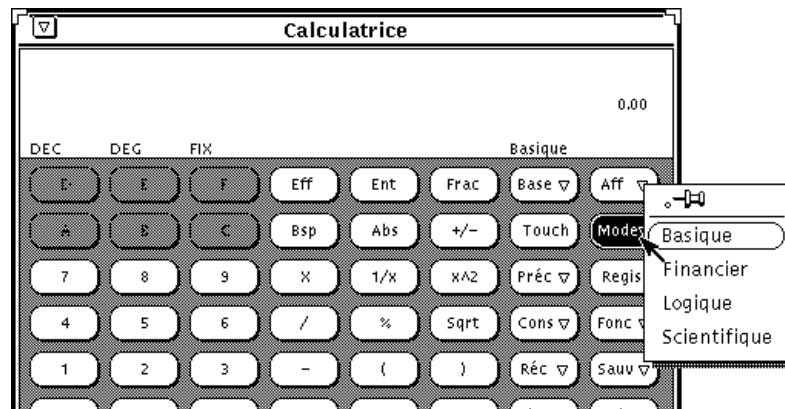 Calculatrice
0.00
DEC DEG FIX Basique
D E F Eff Ent Frac Base Aff
A B C Bsp Abs +/- Touch Mode
7 8 9 X 1/x x^2 Préc Regis
4 5 6 / % Sqrt Cons Fonc
1 2 3 - ( ) Réc Sauv
Basique
Financier
Logique
Scientifique